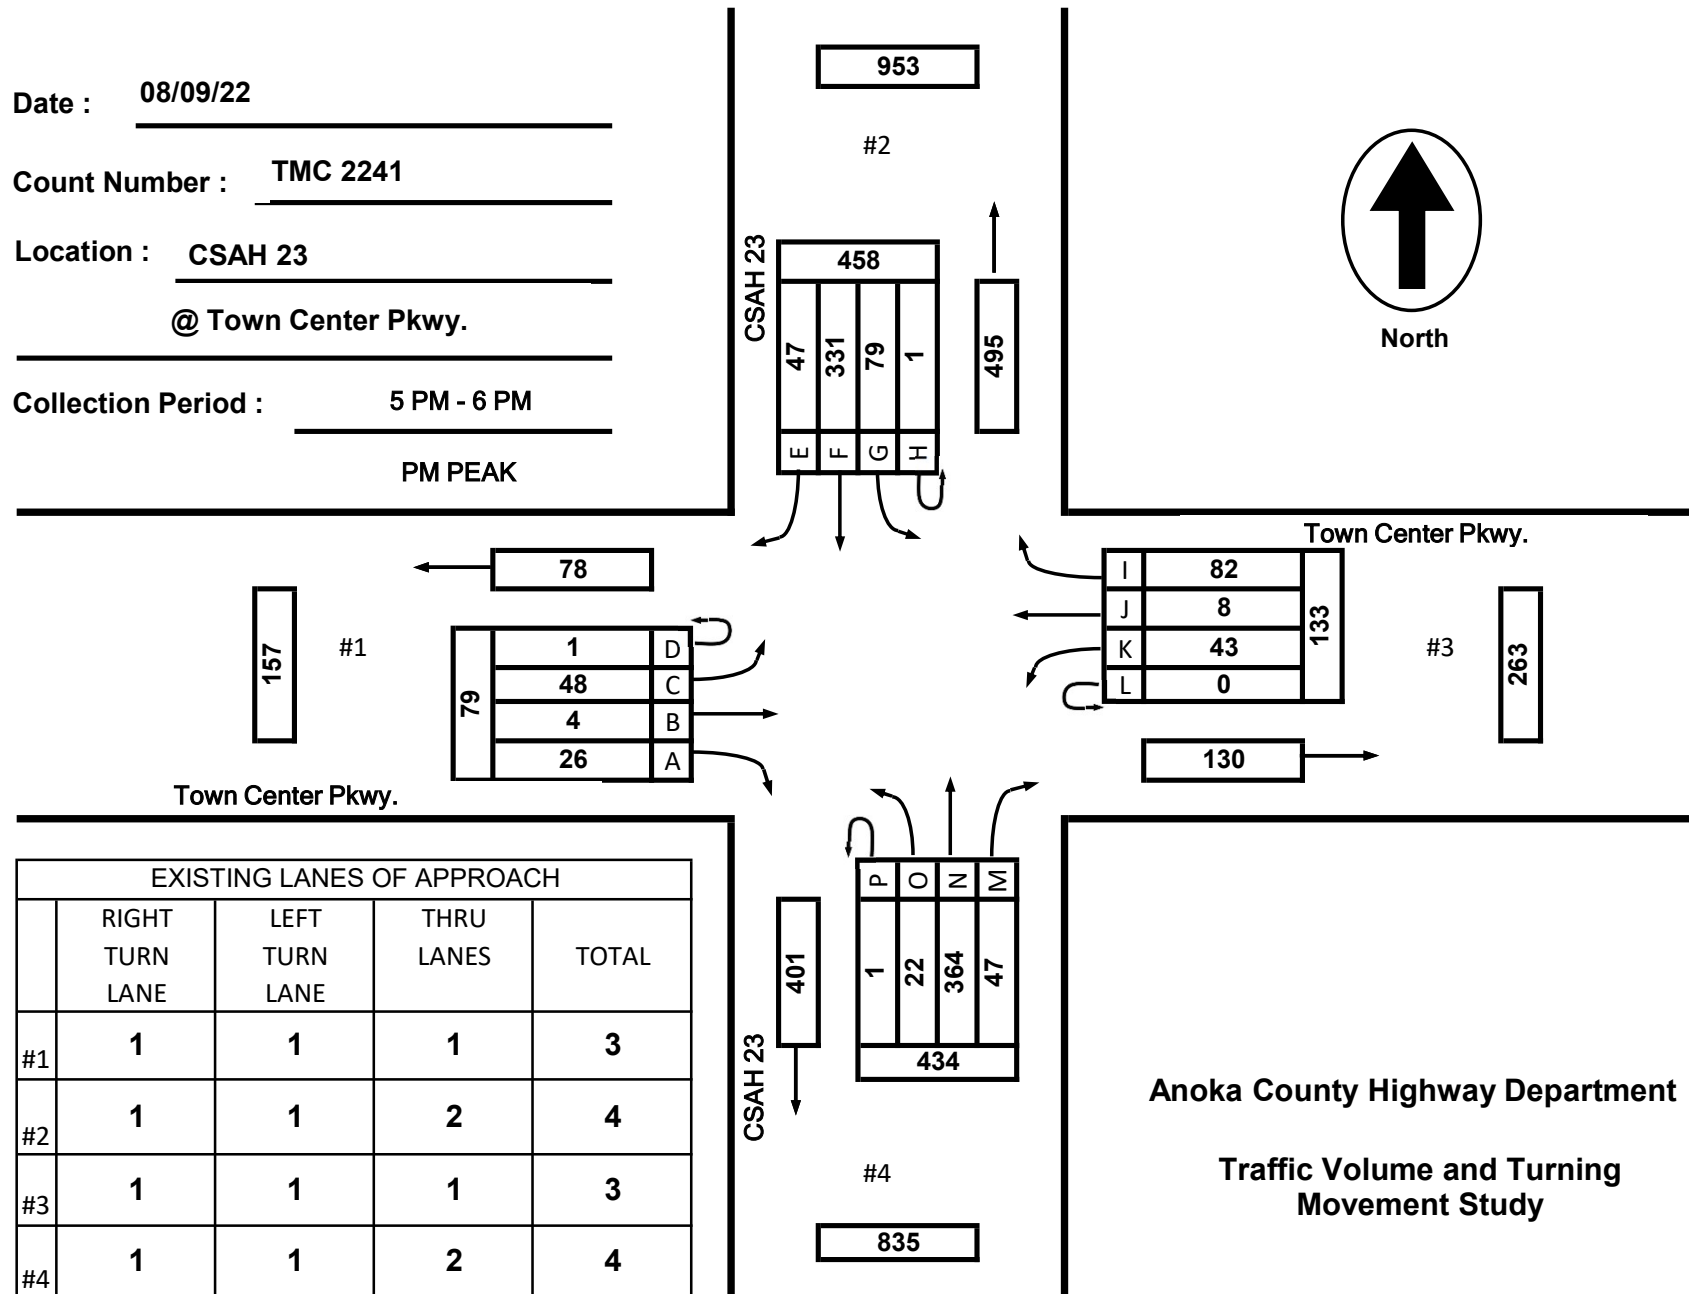 Date : 08/09/22
Count Number : TMC 2241
Location : CSAH 23
@ Town Center Pkwy.
Collection Period : 5 PM - 6 PM
PM PEAK
953
#2
CSAH 23
458
47 331 79 1
E F G H
495
North
Town Center Pkwy.
78
157
#1
79
1 D
48 C
4 B
26 A
Town Center Pkwy.
I 82
J 8
K 43
L 0
133
#3
263
130
P O N M
1 22 364 47
434
401
CSAH 23
#4
835
EXISTING LANES OF APPROACH
RIGHT TURN LANE LEFT TURN LANE THRU LANES TOTAL
#1 1 1 1 3
#2 1 1 2 4
#3 1 1 1 3
#4 1 1 2 4
Anoka County Highway Department
Traffic Volume and Turning
Movement Study